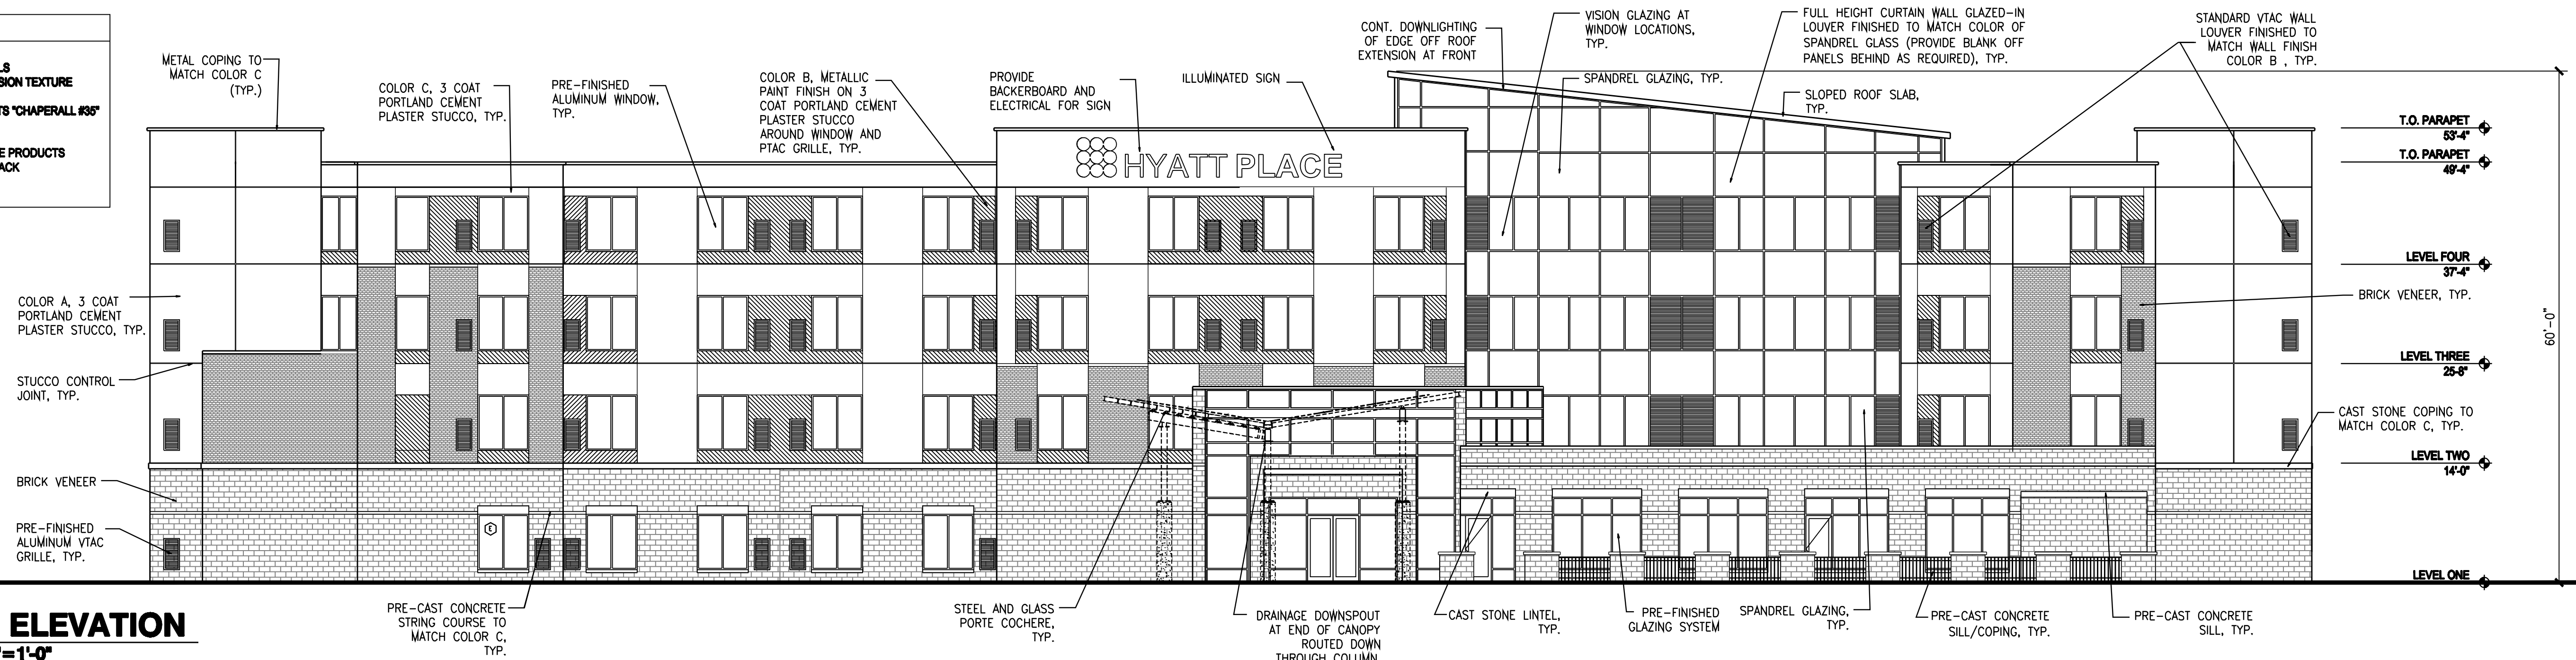 LS
SION TEXTURE
TS "CHAPERALL #35"
E PRODUCTS
ACK
METAL COPING TO
MATCH COLOR C
(TYP.)
COLOR C, 3 COAT
PORTLAND CEMENT
PLASTER STUCCO, TYP.
PRE-FINISHED
ALUMINUM WINDOW,
TYP.
COLOR B, METALLIC
PAINT FINISH ON 3
COAT PORTLAND CEMENT
PLASTER STUCCO
AROUND WINDOW AND
PTAC GRILLE, TYP.
PROVIDE
BACKERBOARD AND
ELECTRICAL FOR SIGN
ILLUMINATED SIGN
CONT. DOWNLIGHTING
OF EDGE OFF ROOF
EXTENSION AT FRONT
VISION GLAZING AT
WINDOW LOCATIONS,
TYP.
SPANDREL GLAZING, TYP.
FULL HEIGHT CURTAIN WALL GLAZED-IN
LOUVER FINISHED TO MATCH COLOR OF
SPANDREL GLASS (PROVIDE BLANK OFF
PANELS BEHIND AS REQUIRED), TYP.
SLOPED ROOF SLAB,
TYP.
STANDARD VTAC WALL
LOUVER FINISHED TO
MATCH WALL FINISH
COLOR B , TYP.
HYATT PLACE
T.O. PARAPET
53'-4"
T.O. PARAPET
49'-4"
LEVEL FOUR
37'-4"
BRICK VENEER, TYP.
60'-0"
LEVEL THREE
25-8"
CAST STONE COPING TO
MATCH COLOR C, TYP.
LEVEL TWO
14'-0"
LEVEL ONE
COLOR A, 3 COAT
PORTLAND CEMENT
PLASTER STUCCO, TYP.
STUCCO CONTROL
JOINT, TYP.
BRICK VENEER
PRE-FINISHED
ALUMINUM VTAC
GRILLE, TYP.
E
PRE-CAST CONCRETE
STRING COURSE TO
MATCH COLOR C,
TYP.
STEEL AND GLASS
PORTE COCHERE,
TYP.
DRAINAGE DOWNSPOUT
AT END OF CANOPY
ROUTED DOWN
THROUGH COLUMN
CAST STONE LINTEL,
TYP.
PRE-FINISHED
GLAZING SYSTEM
SPANDREL GLAZING,
TYP.
PRE-CAST CONCRETE
SILL/COPING, TYP.
PRE-CAST CONCRETE
SILL, TYP.
ELEVATION
"=1'-0"